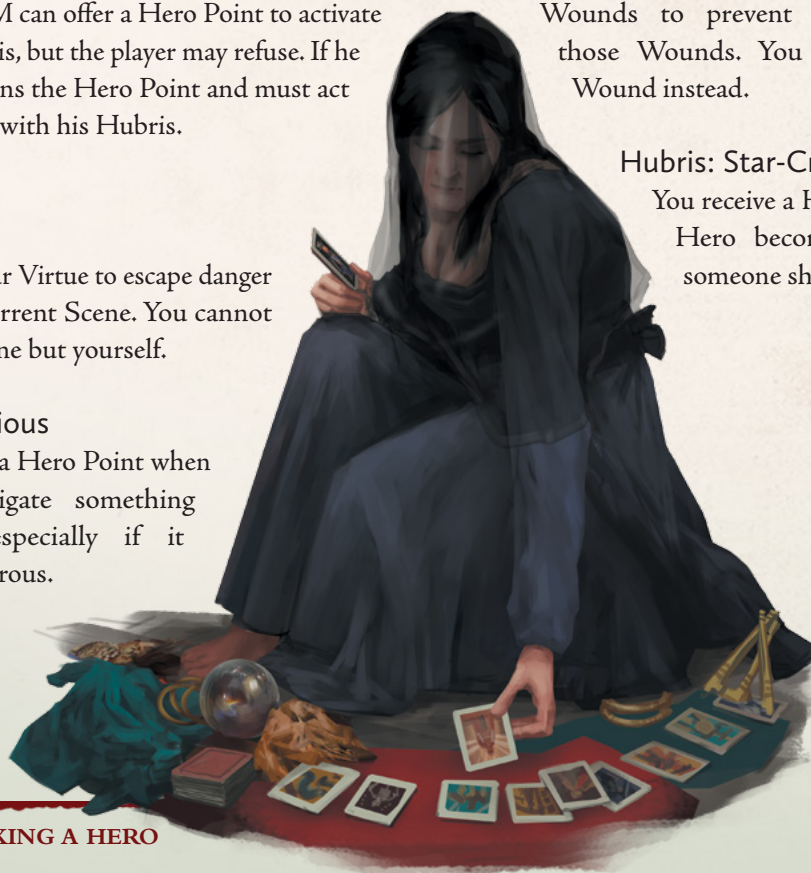 M can offer a Hero Point to activate
is, but the player may refuse. If he
ns the Hero Point and must act
with his Hubris.
ur Virtue to escape danger
rrent Scene. You cannot
ne but yourself.
ious
a Hero Point when
igate something
especially if it
rous.
Wounds to prevent
those Wounds. You
Wound instead.
Hubris: Star-Cr
You receive a H
Hero becom
someone sh
KING A HERO